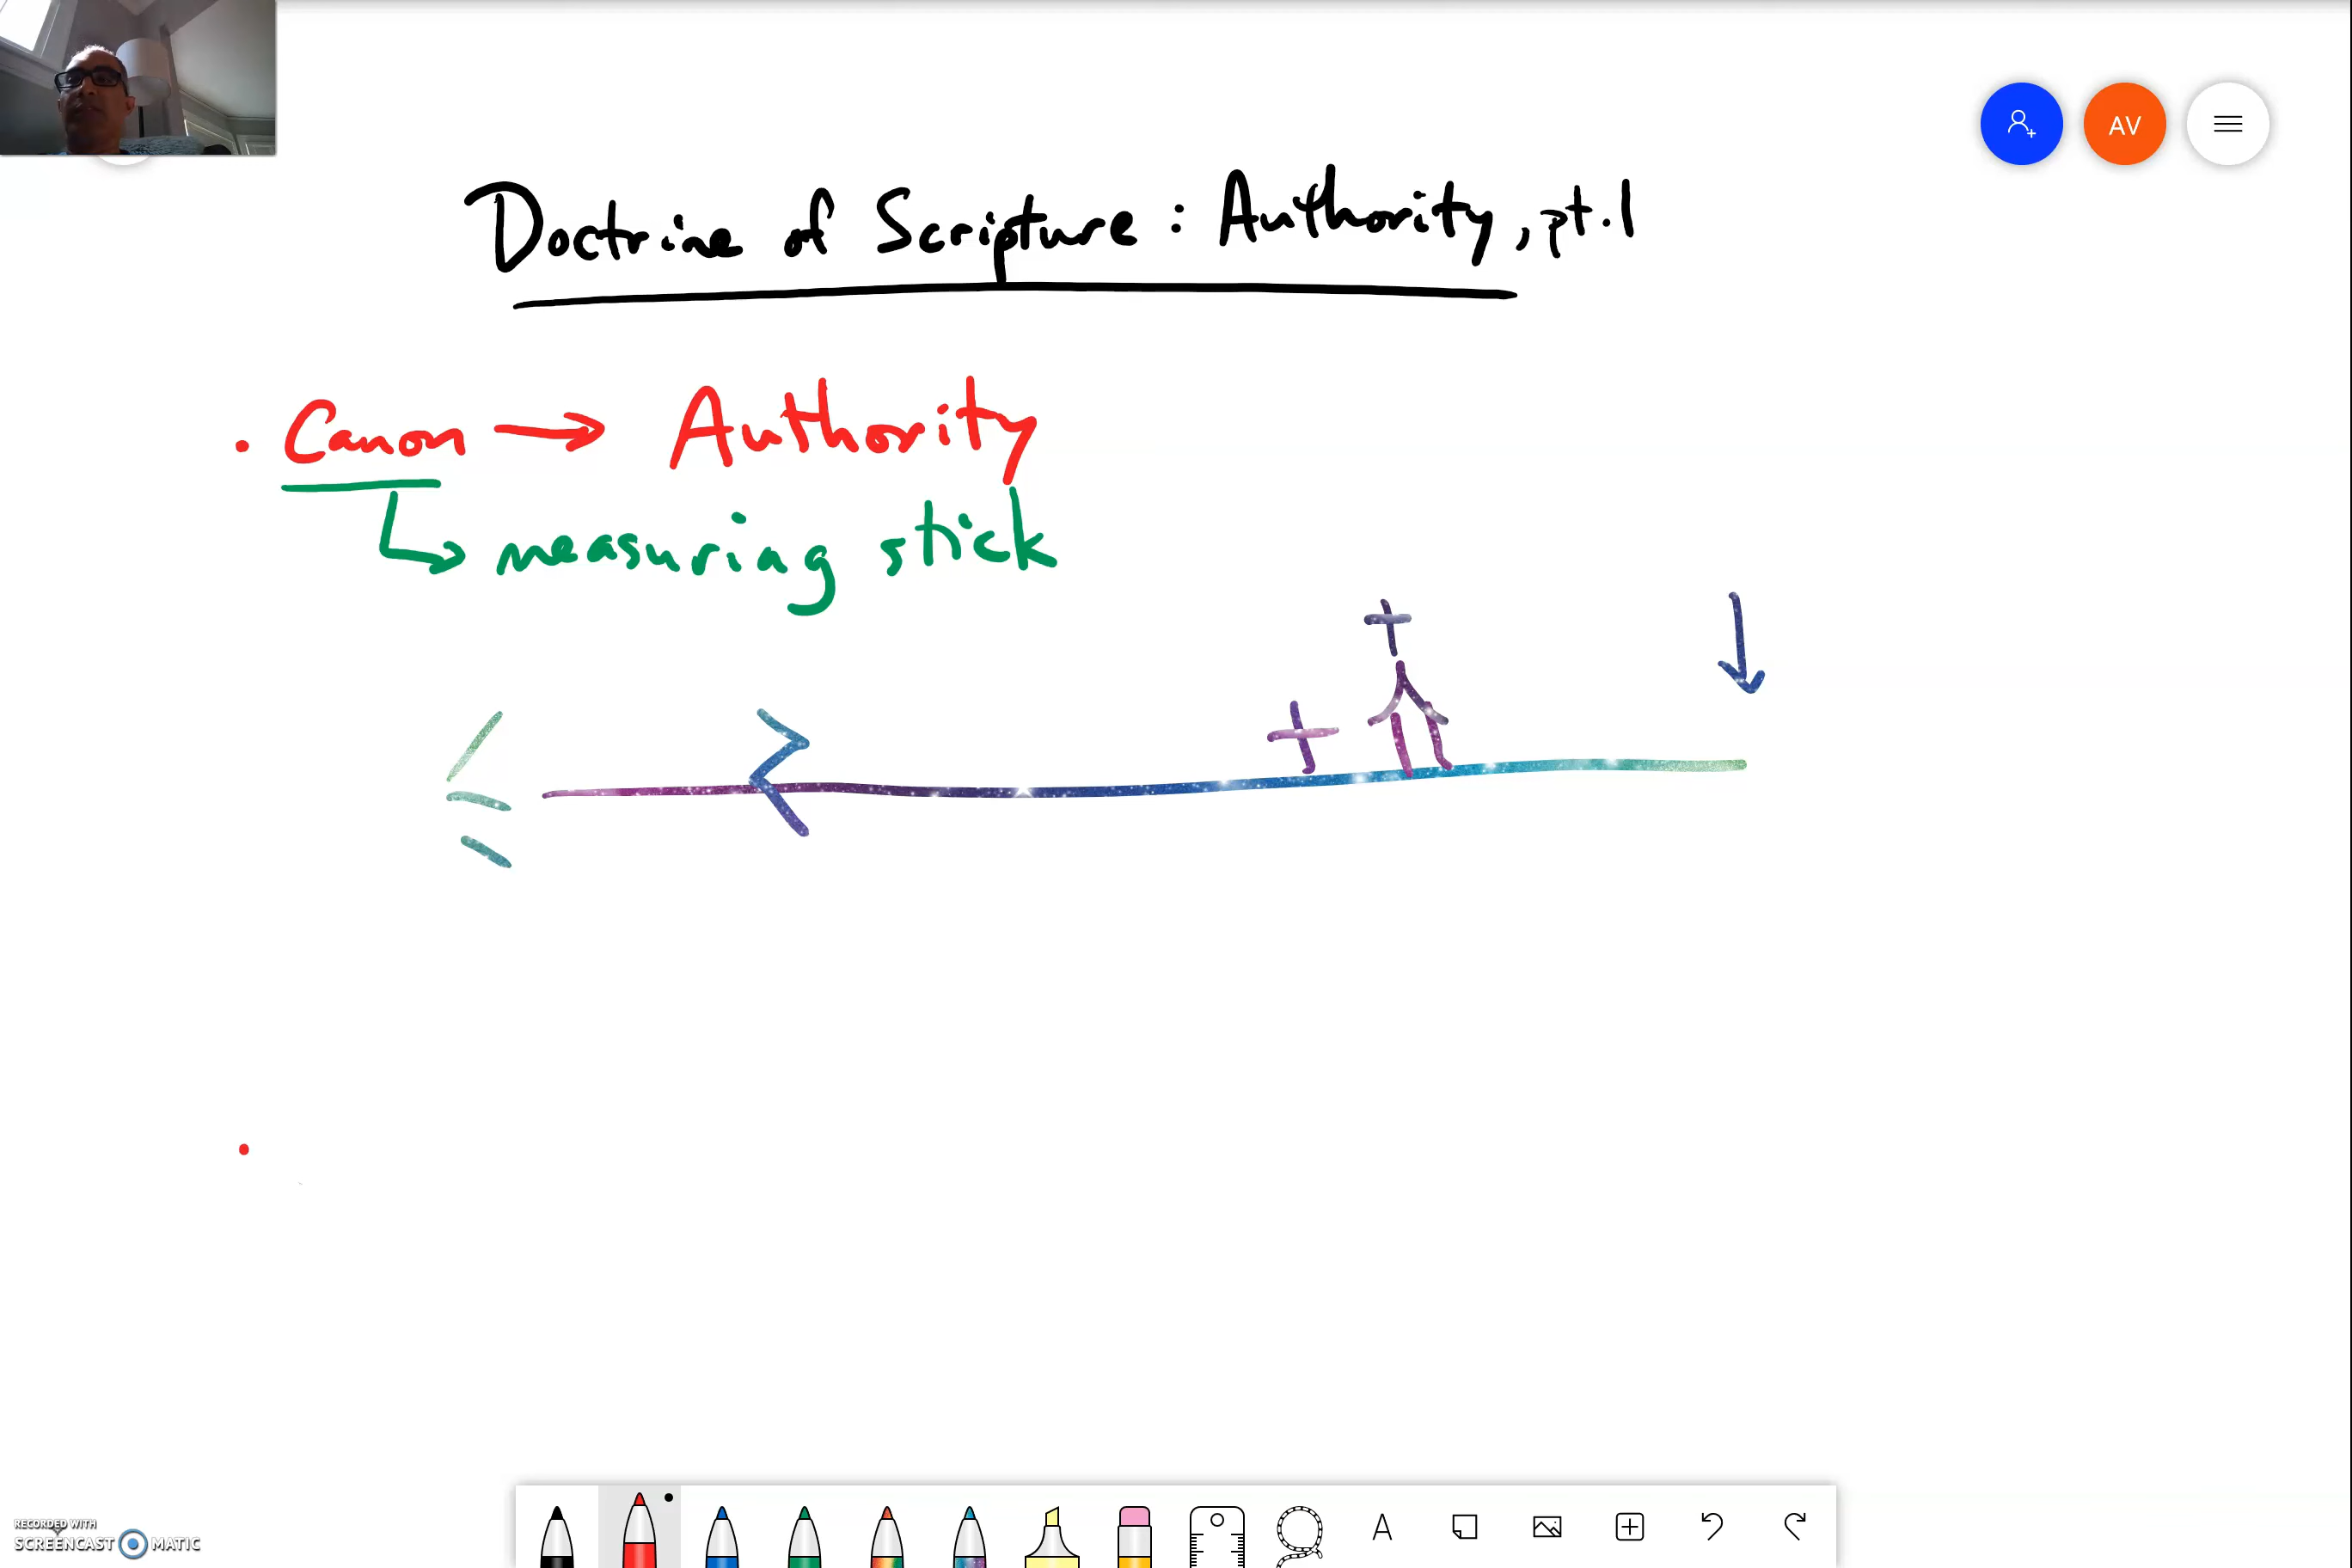 AV
Doctrine of Scripture: Authority, pt.1
• Canon → Authority
measuring stick
A
RECORDED WITH
SCREENCAST MATIC